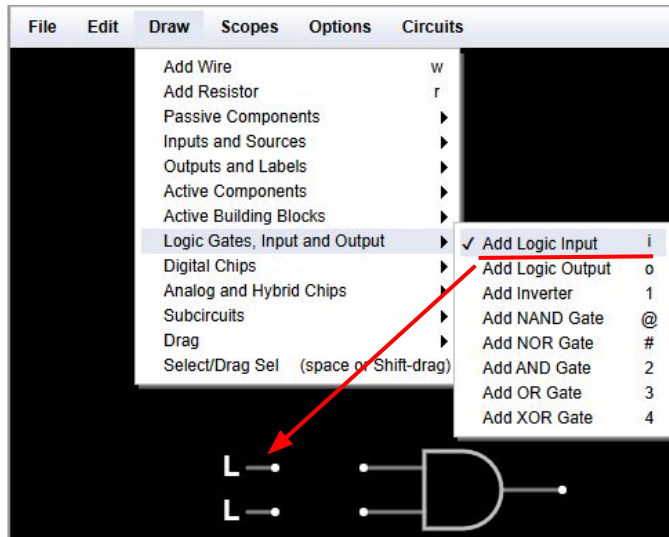 File Edit Draw Scopes Options Circuits
Add Wire w
Add Resistor r
Passive Components
Inputs and Sources
Outputs and Labels
Active Components
Active Building Blocks
Logic Gates, Input and Output
Digital Chips
Analog and Hybrid Chips
Subcircuits
Drag
Select/Drag Sel (space or Shift-drag)
✓ Add Logic Input i
Add Logic Output o
Add Inverter 1
Add NAND Gate @
Add NOR Gate #
Add AND Gate 2
Add OR Gate 3
Add XOR Gate 4
L
L